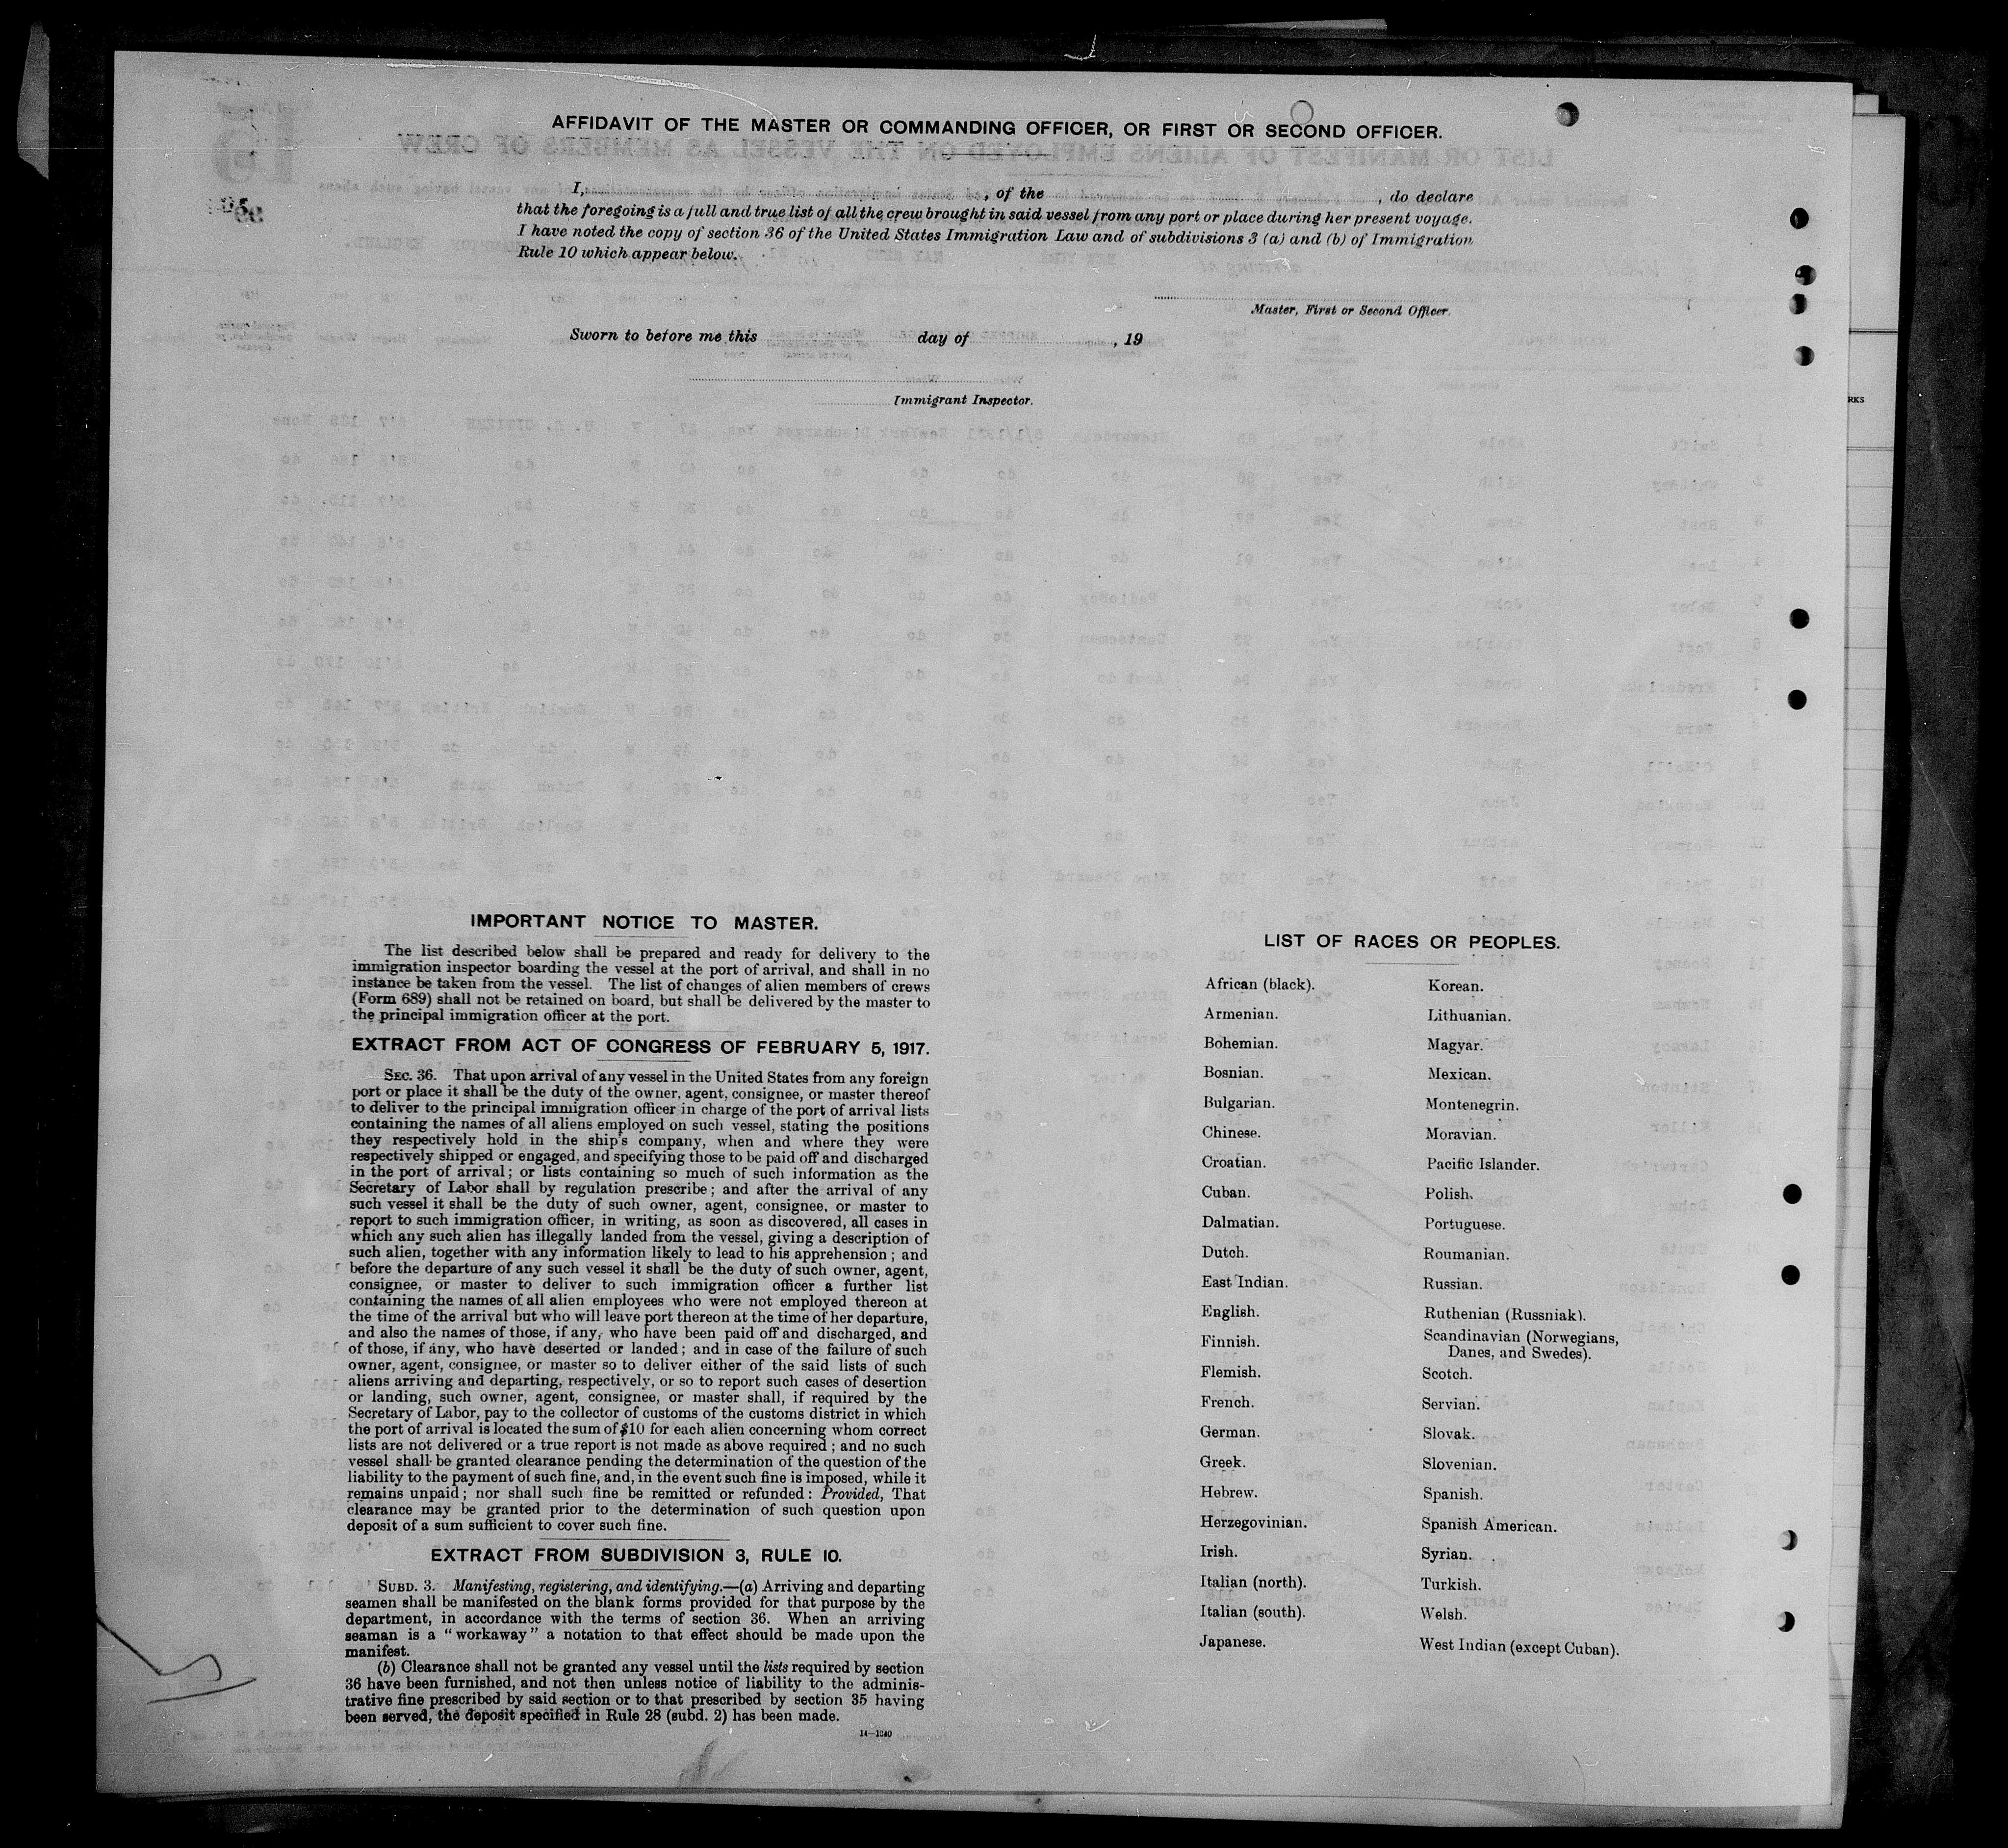 AFFIDAVIT OF THE MASTER OR COMMANDING OFFICER, OR FIRST OR SECOND OFFICER.
I, , of the , do declare
that the foregoing is a full and true list of all the crew brought in said vessel from any port or place during her present voyage.
I have noted the copy of section 36 of the United States Immigration Law and of subdivisions 3 (a) and (b) of Immigration
Rule 10 which appear below.
Master, First or Second Officer.
Sworn to before me this day of , 19
Immigrant Inspector.
RKS
IMPORTANT NOTICE TO MASTER.
The list described below shall be prepared and ready for delivery to the
immigration inspector boarding the vessel at the port of arrival, and shall in no
instance be taken from the vessel. The list of changes of alien members of crews
(Form 689) shall not be retained on board, but shall be delivered by the master to
the principal immigration officer at the port.
EXTRACT FROM ACT OF CONGRESS OF FEBRUARY 5, 1917.
SEC. 36. That upon arrival of any vessel in the United States from any foreign
port or place it shall be the duty of the owner, agent, consignee, or master thereof
to deliver to the principal immigration officer in charge of the port of arrival lists
containing the names of all aliens employed on such vessel, stating the positions
they respectively hold in the ship's company, when and where they were
respectively shipped or engaged, and specifying those to be paid off and discharged
in the port of arrival; or lists containing so much of such information as the
Secretary of Labor shall by regulation prescribe; and after the arrival of any
such vessel it shall be the duty of such owner, agent, consignee, or master to
report to such immigration officer, in writing, as soon as discovered, all cases in
which any such alien has illegally landed from the vessel, giving a description of
such alien, together with any information likely to lead to his apprehension; and
before the departure of any such vessel it shall be the duty of such owner, agent,
consignee, or master to deliver to such immigration officer a further list
containing the names of all alien employees who were not employed thereon at
the time of the arrival but who will leave port thereon at the time of her departure,
and also the names of those, if any, who have been paid off and discharged, and
of those, if any, who have deserted or landed; and in case of the failure of such
owner, agent, consignee, or master so to deliver either of the said lists of such
aliens arriving and departing, respectively, or so to report such cases of desertion
or landing, such owner, agent, consignee, or master shall, if required by the
Secretary of Labor, pay to the collector of customs of the customs district in which
the port of arrival is located the sum of $10 for each alien concerning whom correct
lists are not delivered or a true report is not made as above required; and no such
vessel shall be granted clearance pending the determination of the question of the
liability to the payment of such fine, and, in the event such fine is imposed, while it
remains unpaid; nor shall such fine be remitted or refunded: Provided, That
clearance may be granted prior to the determination of such question upon
deposit of a sum sufficient to cover such fine.
EXTRACT FROM SUBDIVISION 3, RULE 10.
SUBD. 3. Manifesting, registering, and identifying.—(a) Arriving and departing
seamen shall be manifested on the blank forms provided for that purpose by the
department, in accordance with the terms of section 36. When an arriving
seaman is a "workaway" a notation to that effect should be made upon the
manifest.
(b) Clearance shall not be granted any vessel until the lists required by section
36 have been furnished, and not then unless notice of liability to the adminis-
trative fine prescribed by said section or to that prescribed by section 35 having
been served, the deposit specified in Rule 28 (subd. 2) has been made.
14—1240
LIST OF RACES OR PEOPLES.
African (black).
Armenian.
Bohemian.
Bosnian.
Bulgarian.
Chinese.
Croatian.
Cuban.
Dalmatian.
Dutch.
East Indian.
English.
Finnish.
Flemish.
French.
German.
Greek.
Hebrew.
Herzegovinian.
Irish.
Italian (north).
Italian (south).
Japanese.
Korean.
Lithuanian.
Magyar.
Mexican.
Montenegrin.
Moravian.
Pacific Islander.
Polish.
Portuguese.
Roumanian.
Russian.
Ruthenian (Russniak).
Scandinavian (Norwegians,
Danes, and Swedes).
Scotch.
Servian.
Slovak.
Slovenian.
Spanish.
Spanish American.
Syrian.
Turkish.
Welsh.
West Indian (except Cuban).